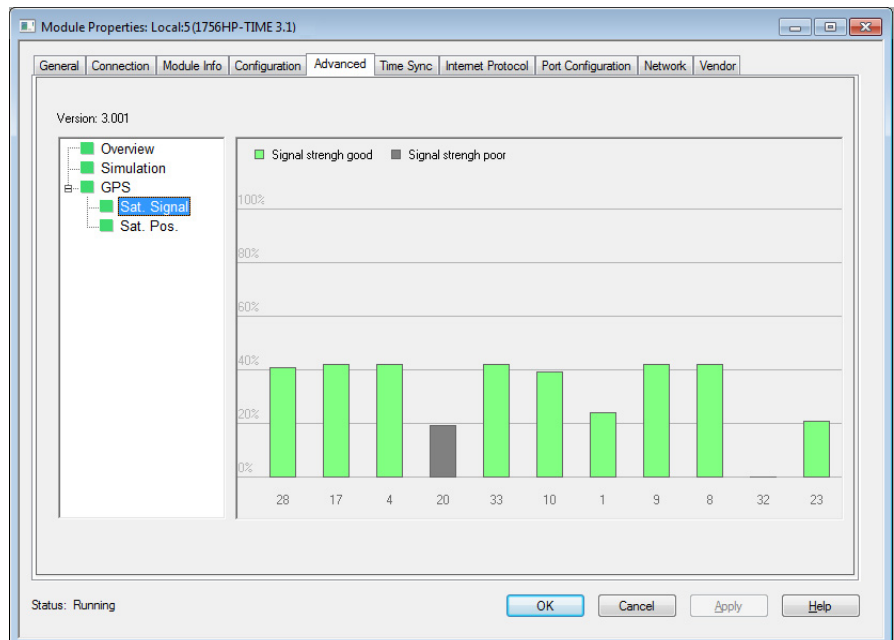 Module Properties: Local:5 (1756HP-TIME 3.1)
General Connection Module Info Configuration Advanced Time Sync Internet Protocol Port Configuration Network Vendor
Version: 3.001
Overview
Simulation
GPS
Sat. Signal
Sat. Pos.
Signal strengh good Signal strengh poor
100%
80%
60%
40%
20%
0%
28 17 4 20 33 10 1 9 8 32 23
Status: Running
OK Cancel Apply Help